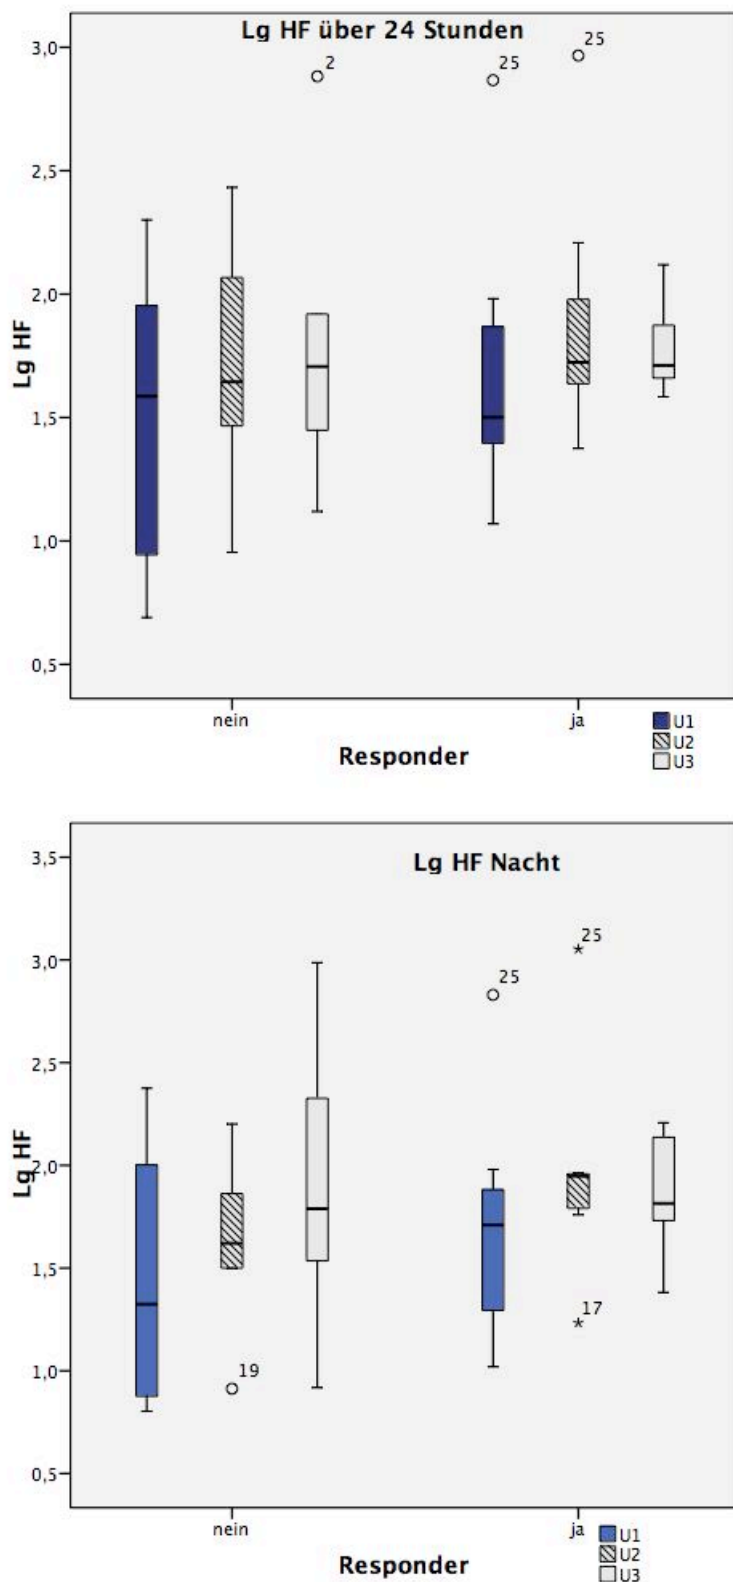 Lg HF über 24 Stunden
3,0
2
25
25
2,5
2,0
Lg HF
1,5
1,0
0,5
nein
ja
Responder
U1
U2
U3
Lg HF Nacht
3,5
25
3,0
25
2,5
2,0
Lg HF
1,5
17
19
1,0
0,5
nein
ja
Responder
U1
U2
U3